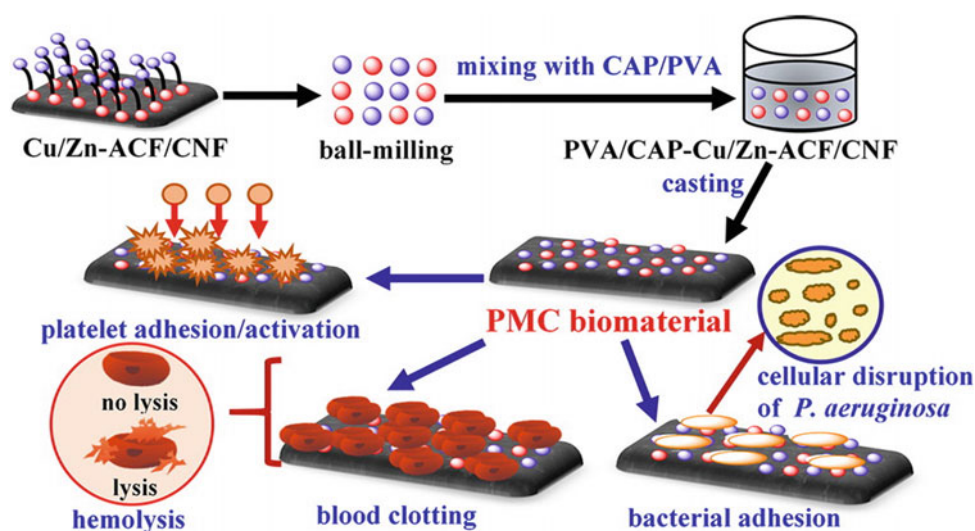 mixing with CAP/PVA
Cu/Zn-ACF/CNF
ball-milling
PVA/CAP-Cu/Zn-ACF/CNF
casting
platelet adhesion/activation
PMC biomaterial
cellular disruption
of P. aeruginosa
no lysis
lysis
hemolysis
blood clotting
bacterial adhesion